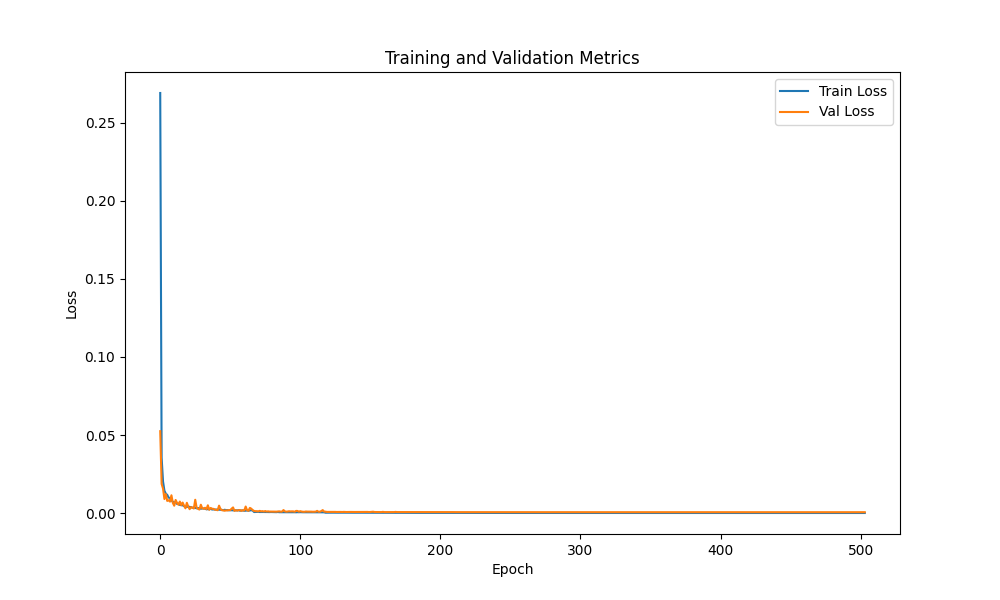 Training and Validation Metrics
Train Loss
Val Loss
0.25
0.20
0.15
0.10
0.05
0.00
Loss
0 100 200 300 400 500
Epoch